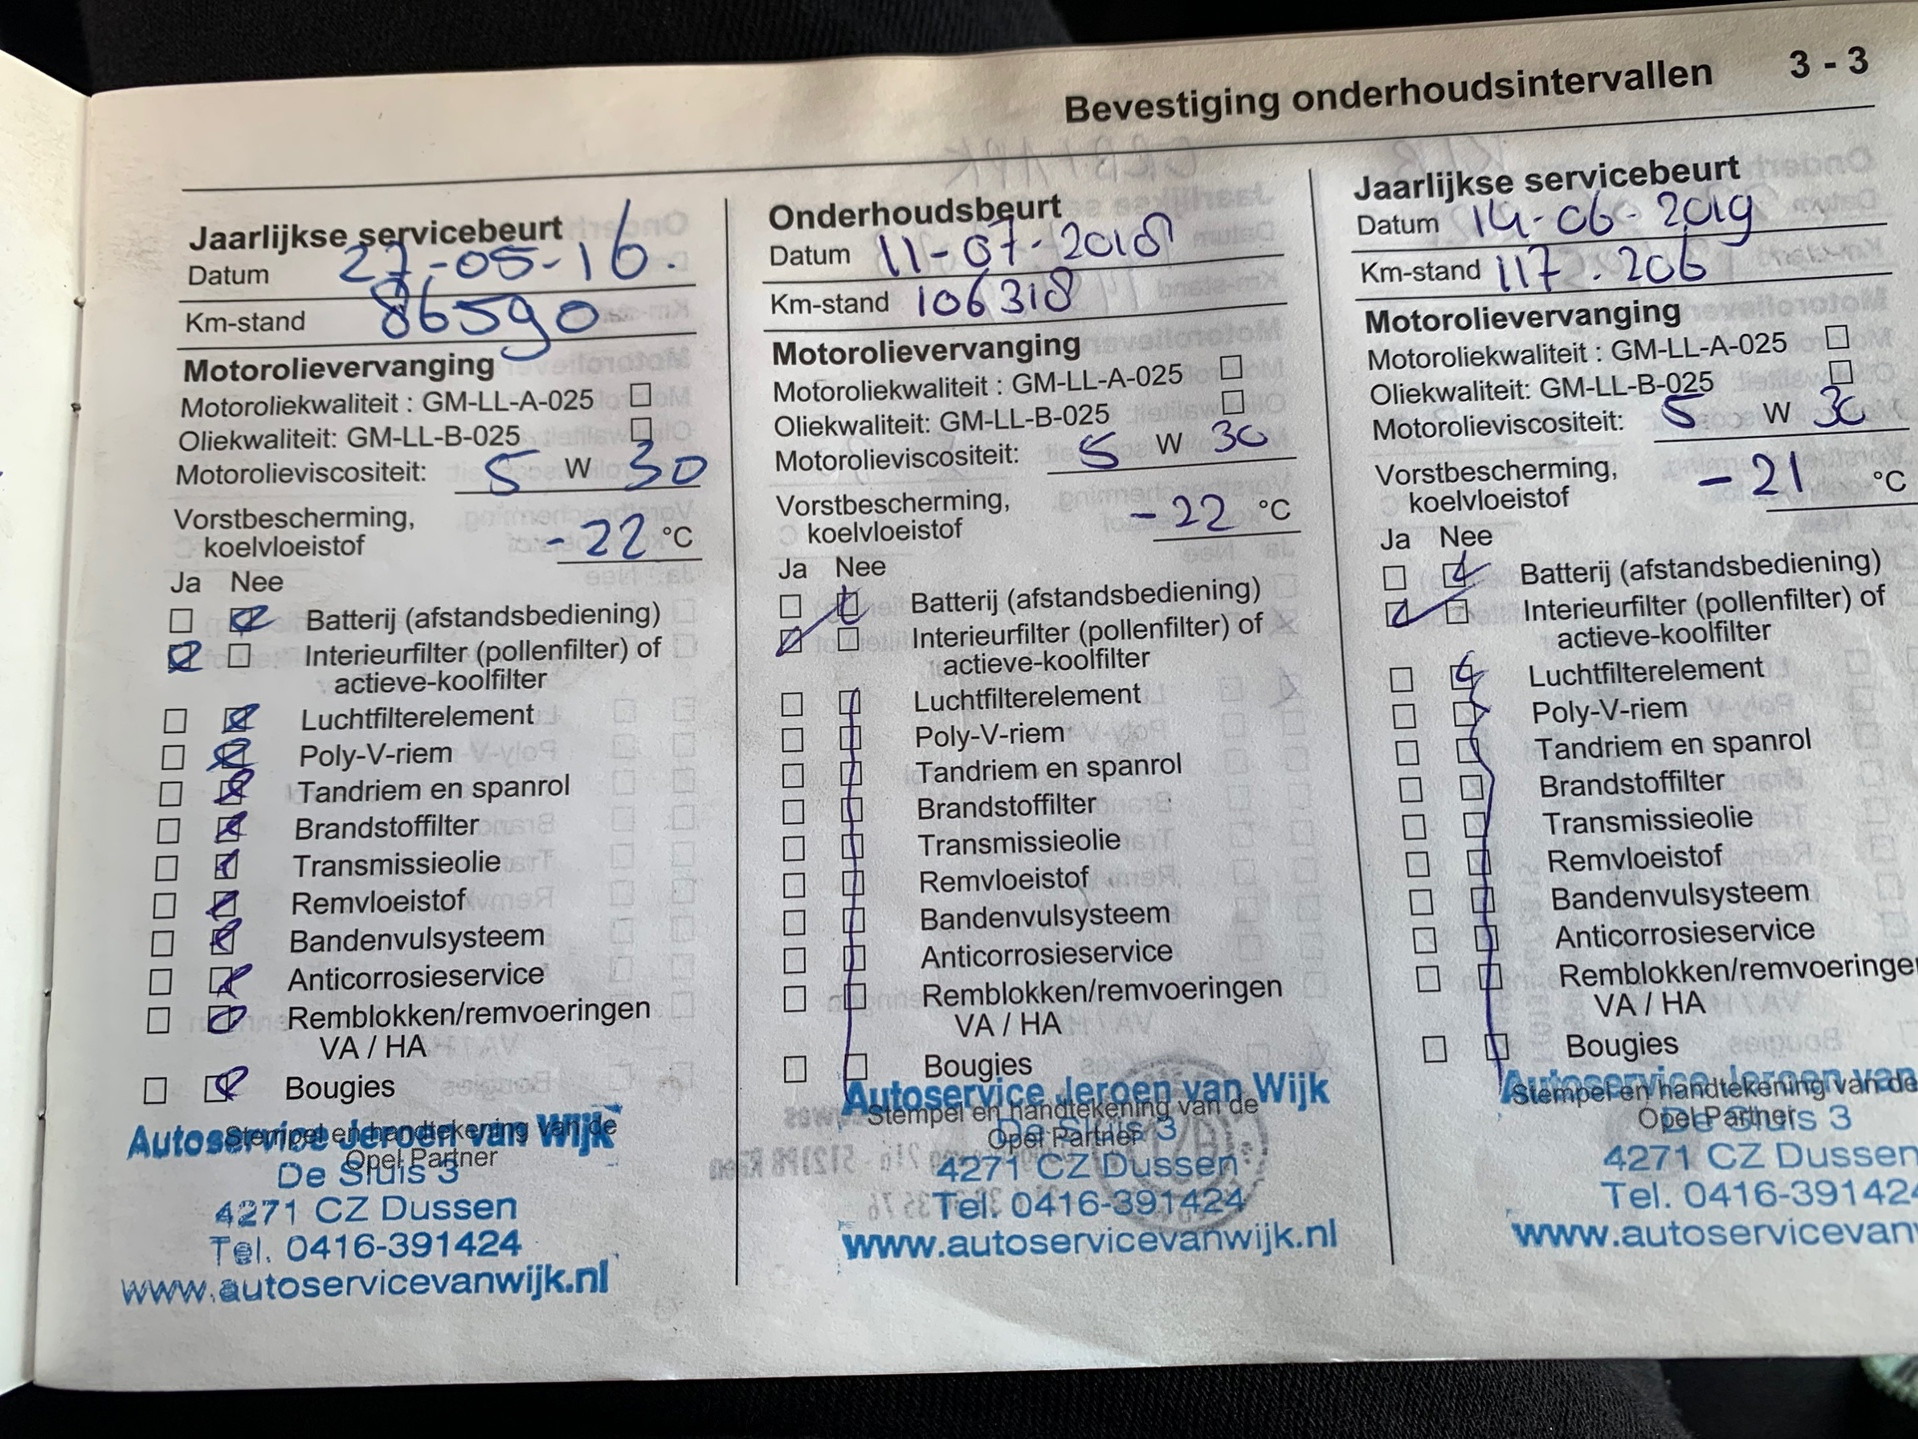 Bevestiging onderhoudsintervallen 3 - 3
Jaarlijkse servicebeurt
Datum 27-05-16.
Km-stand 86590
Motorolievervanging
Motoroliekwaliteit : GM-LL-A-025
Oliekwaliteit: GM-LL-B-025
Motorolieviscositeit: 5 W 30
Vorstbescherming,
koelvloeistof -22 °C
Ja Nee
Batterij (afstandsbediening)
Interieurfilter (pollenfilter) of
actieve-koolfilter
Luchtfilterelement
Poly-V-riem
Tandriem en spanrol
Brandstoffilter
Transmissieolie
Remvloeistof
Bandenvulsysteem
Anticorrosieservice
Remblokken/remvoeringen
VA / HA
Bougies
Stempel en handtekening van de
Opel Partner
Autoservice Jeroen van Wijk
De Sluis 3
4271 CZ Dussen
Tel. 0416-391424
www.autoservicevanwijk.nl
Onderhoudsbeurt
Datum 11-07-2018
Km-stand 106318
Motorolievervanging
Motoroliekwaliteit : GM-LL-A-025
Oliekwaliteit: GM-LL-B-025
Motorolieviscositeit: 5 W 30
Vorstbescherming,
koelvloeistof -22 °C
Ja Nee
Batterij (afstandsbediening)
Interieurfilter (pollenfilter) of
actieve-koolfilter
Luchtfilterelement
Poly-V-riem
Tandriem en spanrol
Brandstoffilter
Transmissieolie
Remvloeistof
Bandenvulsysteem
Anticorrosieservice
Remblokken/remvoeringen
VA / HA
Bougies
Stempel en handtekening van de
Opel Partner
Autoservice Jeroen van Wijk
De Sluis 3
4271 CZ Dussen
Tel. 0416-391424
www.autoservicevanwijk.nl
Jaarlijkse servicebeurt
Datum 14-06-2019
Km-stand 117.206
Motorolievervanging
Motoroliekwaliteit : GM-LL-A-025
Oliekwaliteit: GM-LL-B-025
Motorolieviscositeit: 5 W 30
Vorstbescherming,
koelvloeistof -21 °C
Ja Nee
Batterij (afstandsbediening)
Interieurfilter (pollenfilter) of
actieve-koolfilter
Luchtfilterelement
Poly-V-riem
Tandriem en spanrol
Brandstoffilter
Transmissieolie
Remvloeistof
Bandenvulsysteem
Anticorrosieservice
Remblokken/remvoeringe
VA / HA
Bougies
Stempel en handtekening van de
Opel Partner
Autoservice Jeroen van
De Sluis 3
4271 CZ Dussen
Tel. 0416-39142
www.autoservicevan